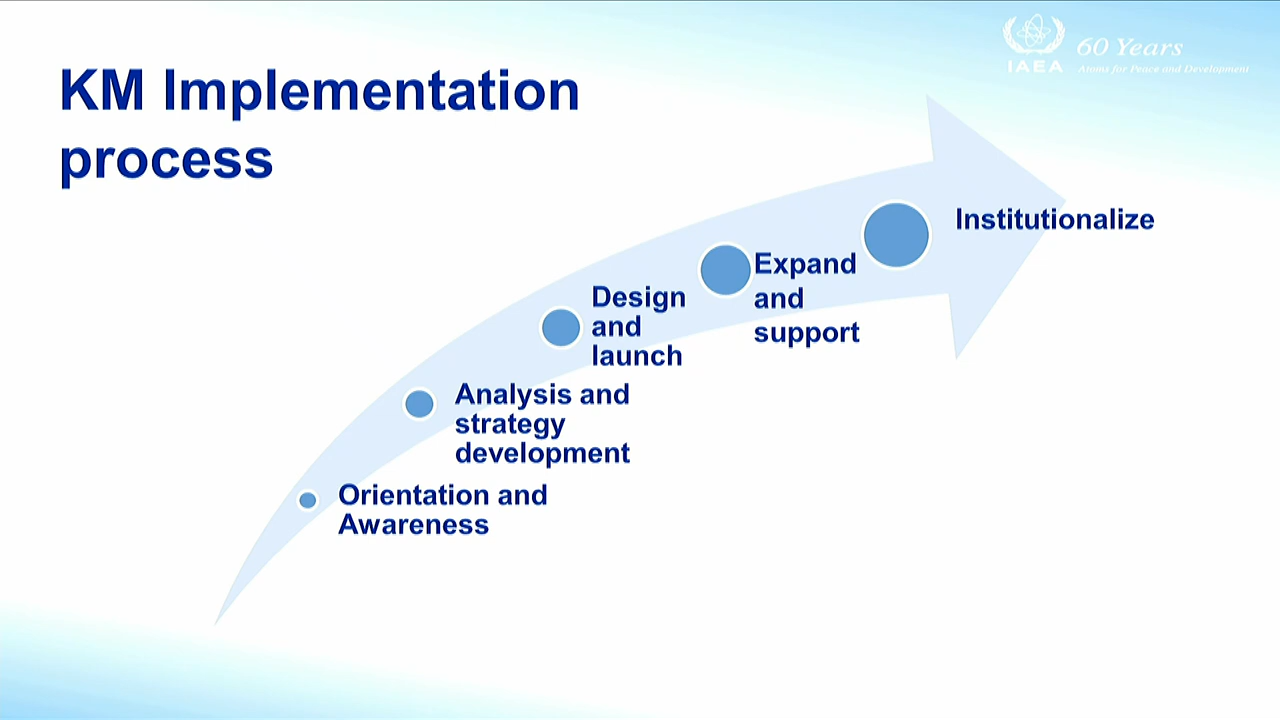 KM Implementation
process
IAEA
60 Years
Atoms for Peace and Development
Institutionalize
Expand
and
support
Design
and
launch
Analysis and
strategy
development
Orientation and
Awareness